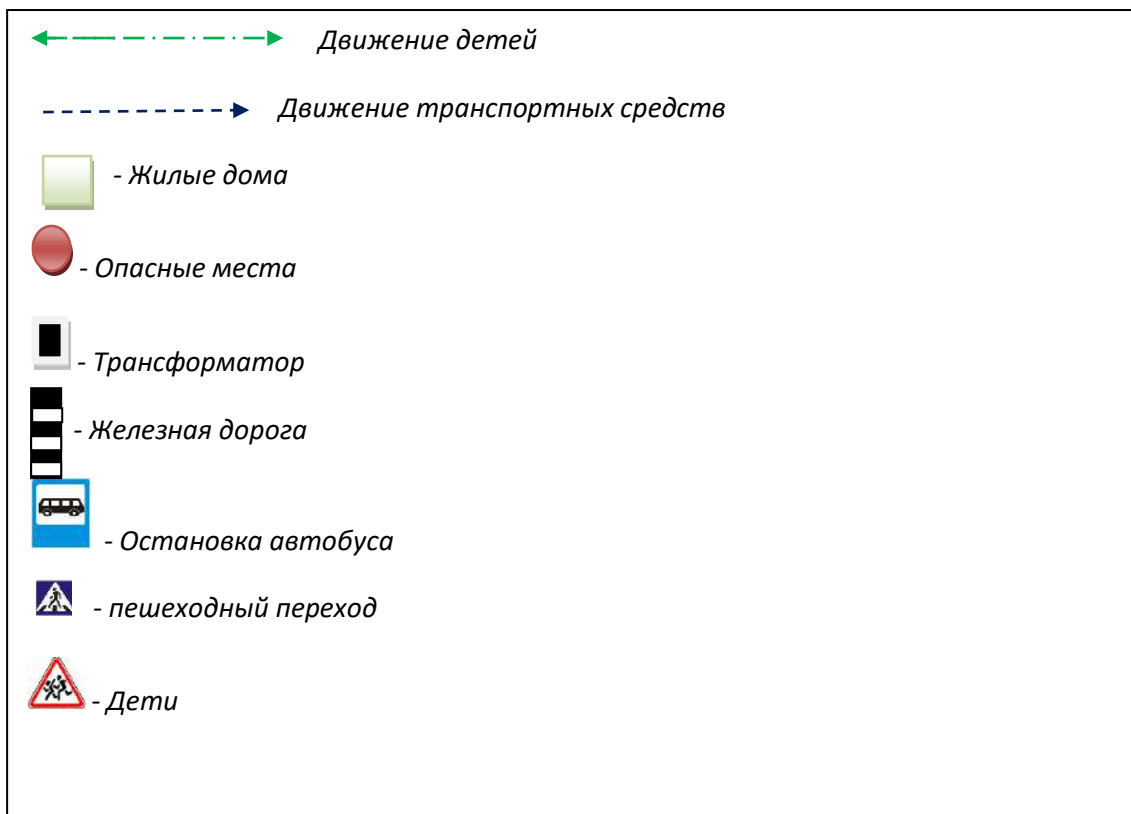 Движение детей
Движение транспортных средств
- Жилые дома
- Опасные места
- Трансформатор
- Железная дорога
- Остановка автобуса
- пешеходный переход
- Дети